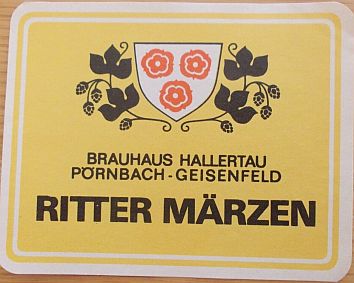 BRAUHAUS HALLERTAU
PÖRNBACH - GEISENFELD
RITTER MÄRZEN